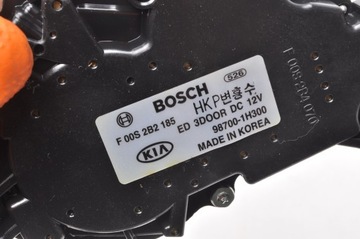 526
BOSCH
HKP변흥수
F 00S 2B2 185
ED 3DOOR DC 12V
98700-1H300
KIA
MADE IN KOREA